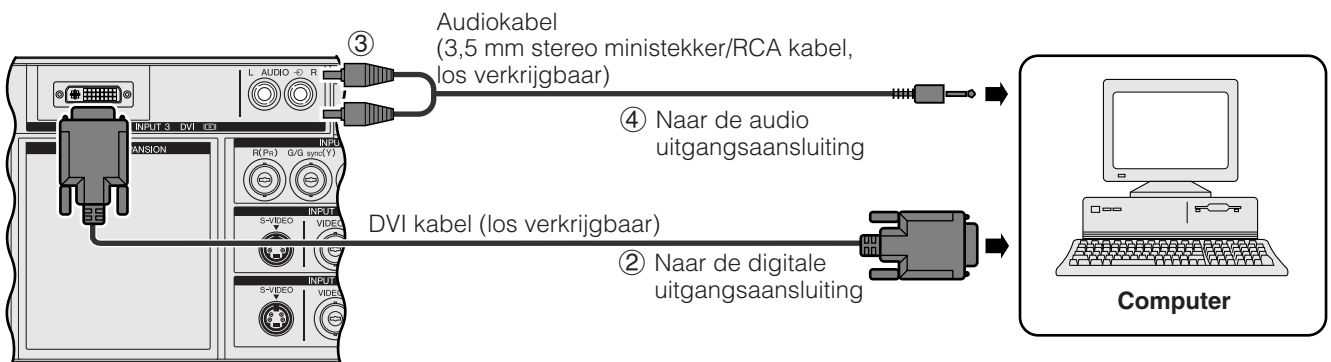 Audiokabel
(3,5 mm stereo ministekker/RCA kabel,
los verkrijgbaar)
③
L AUDIO R
INPUT 3 DVI
④ Naar de audio
uitgangsaansluiting
ANSION
INPU
R(PR) G/G sync(Y)
INPUT
S-VIDEO VIDEO
DVI kabel (los verkrijgbaar)
② Naar de digitale
uitgangsaansluiting
INPUT
S-VIDEO VIDE
Computer